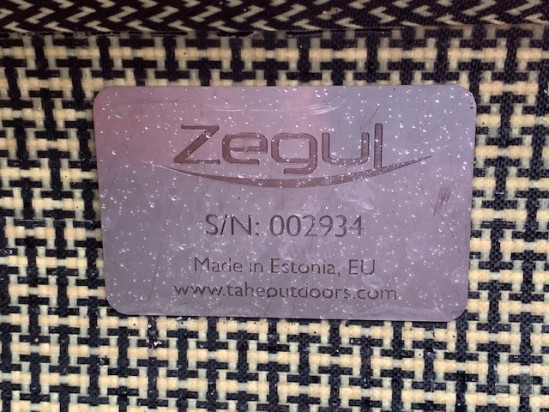 Zegul
S/N: 002934
Made in Estonia, EU
www.taheoutdoors.com